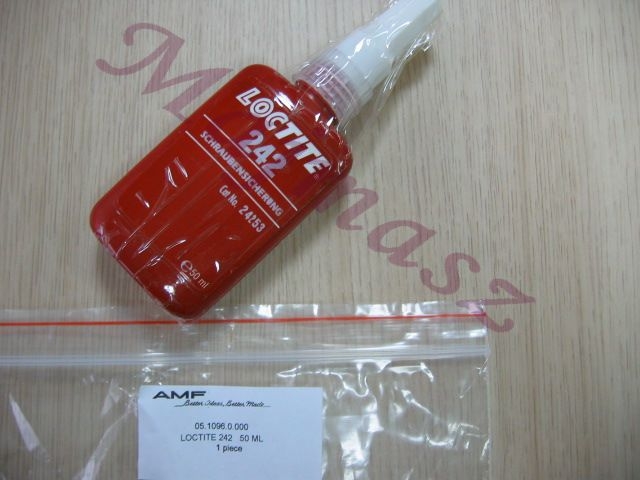 LOCTITE
242
SCHRAUBENSICHERUNG
Cat No. 24253
℮50 ml
AMF
Better Ideas, Better Made
05.1096.0.000
LOCTITE 242 50 ML
1 piece